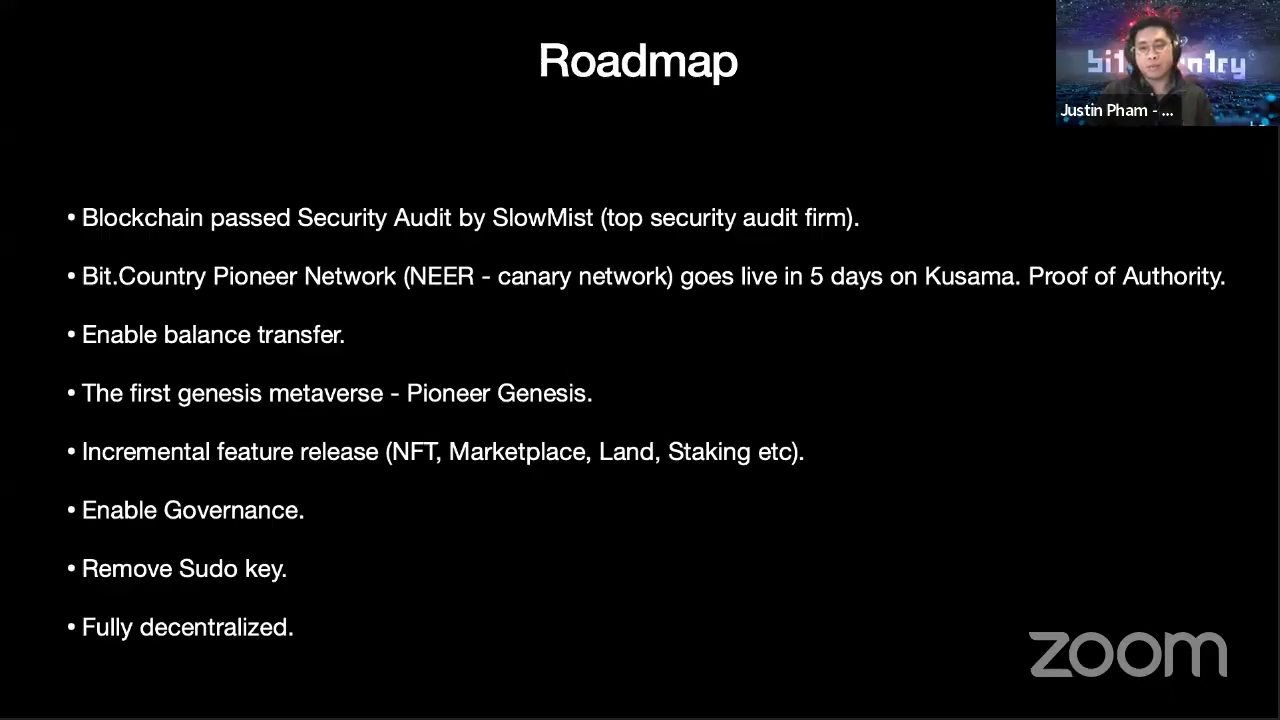 Roadmap
Justin Pham - ...
• Blockchain passed Security Audit by SlowMist (top security audit firm).
• Bit.Country Pioneer Network (NEER - canary network) goes live in 5 days on Kusama. Proof of Authority.
• Enable balance transfer.
• The first genesis metaverse - Pioneer Genesis.
• Incremental feature release (NFT, Marketplace, Land, Staking etc).
• Enable Governance.
• Remove Sudo key.
• Fully decentralized.
zoom